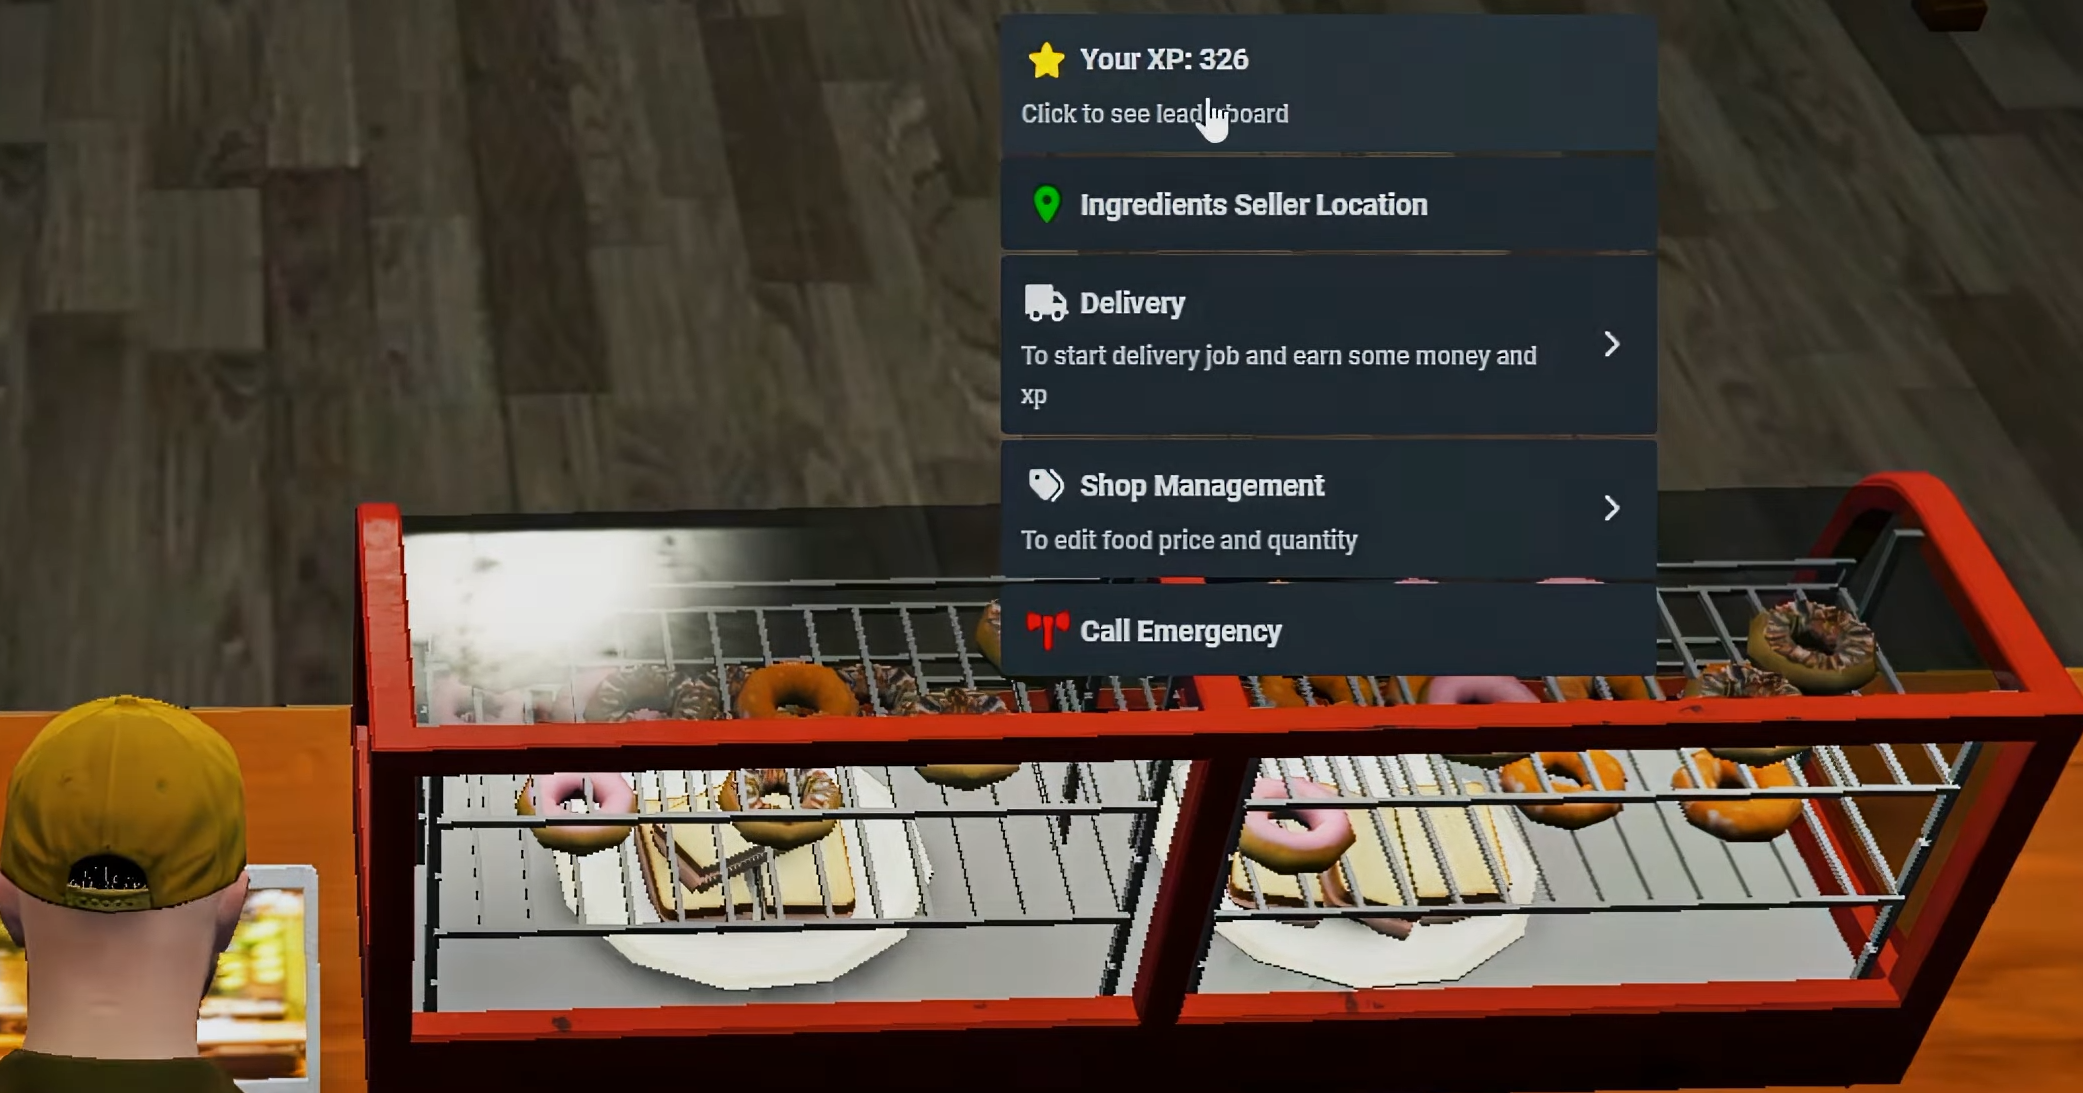 Your XP: 326
Click to see lead board
Ingredients Seller Location
Delivery
To start delivery job and earn some money and
xp
Shop Management
To edit food price and quantity
Call Emergency